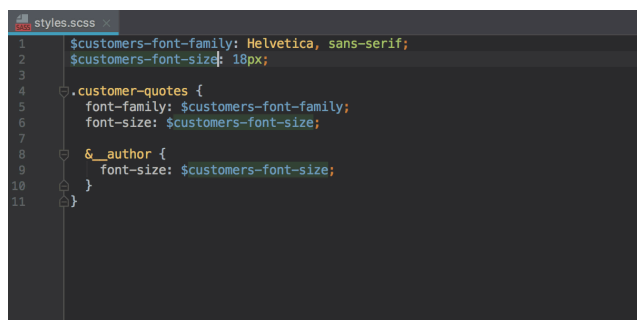 styles.scss
1 $customers-font-family: Helvetica, sans-serif;
2 $customers-font-size: 18px;
3
4 .customer-quotes {
5 font-family: $customers-font-family;
6 font-size: $customers-font-size;
7
8 &__author {
9 font-size: $customers-font-size;
10 }
11 }